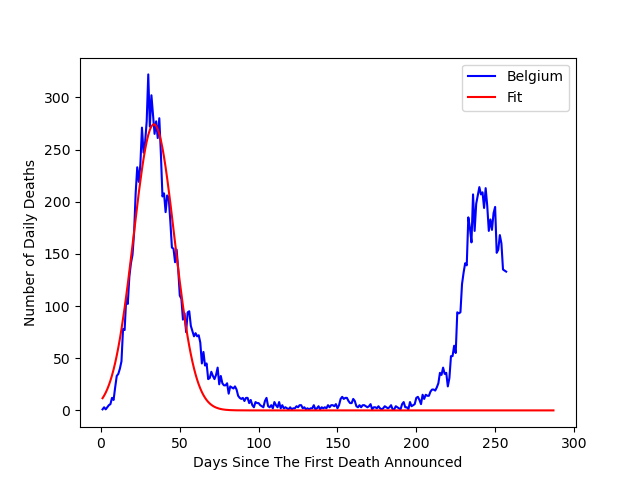 Belgium
Fit
300
250
200
150
100
50
0
Number of Daily Deaths
0 50 100 150 200 250 300
Days Since The First Death Announced